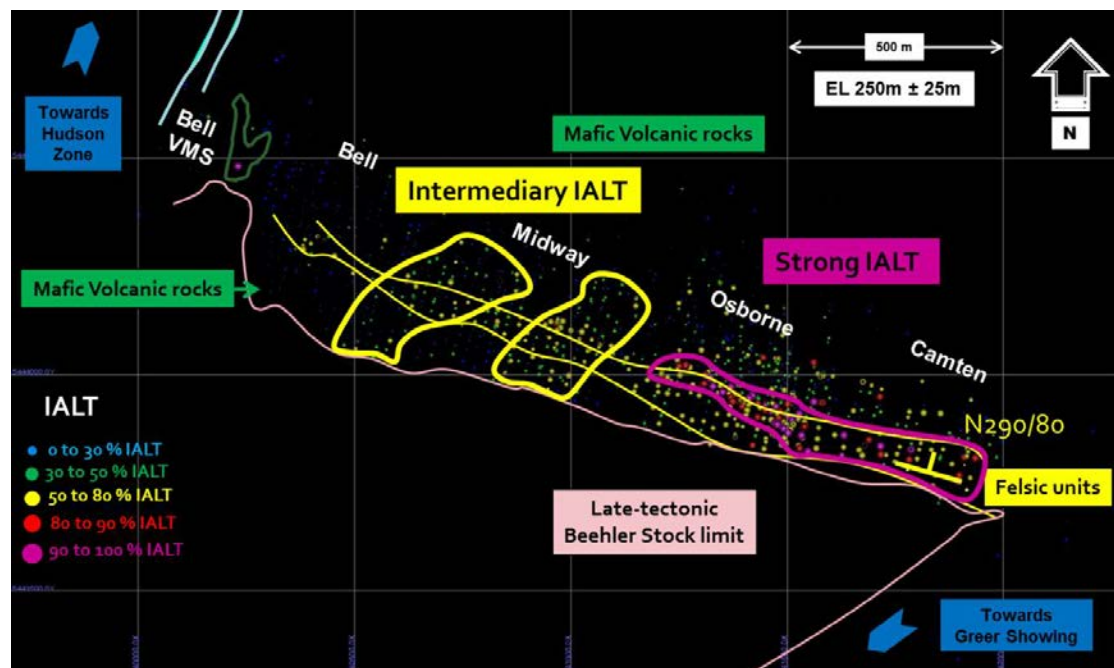 500 m
EL 250m ± 25m
N
Towards
Hudson
Zone
Bell
VMS
Bell
Mafic Volcanic rocks
Intermediary IALT
Midway
Strong IALT
Mafic Volcanic rocks
Osborne
Camten
IALT
0 to 30 % IALT
30 to 50 % IALT
50 to 80 % IALT
80 to 90 % IALT
90 to 100 % IALT
N290/80
Felsic units
Late-tectonic
Beehler Stock limit
Towards
Greer Showing